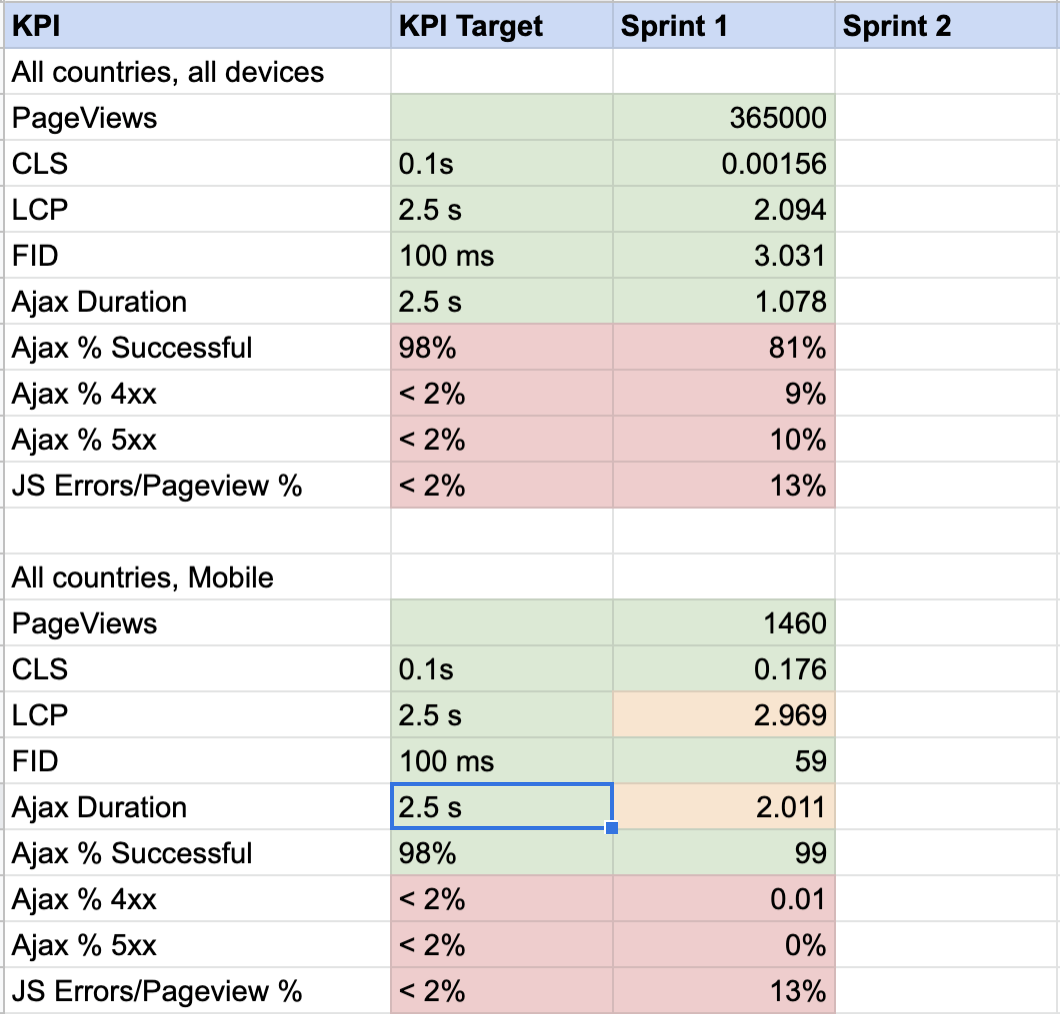 KPI KPI Target Sprint 1 Sprint 2
All countries, all devices
PageViews 365000
CLS 0.1s 0.00156
LCP 2.5 s 2.094
FID 100 ms 3.031
Ajax Duration 2.5 s 1.078
Ajax % Successful 98% 81%
Ajax % 4xx < 2% 9%
Ajax % 5xx < 2% 10%
JS Errors/Pageview % < 2% 13%
All countries, Mobile
PageViews 1460
CLS 0.1s 0.176
LCP 2.5 s 2.969
FID 100 ms 59
Ajax Duration 2.5 s 2.011
Ajax % Successful 98% 99
Ajax % 4xx < 2% 0.01
Ajax % 5xx < 2% 0%
JS Errors/Pageview % < 2% 13%